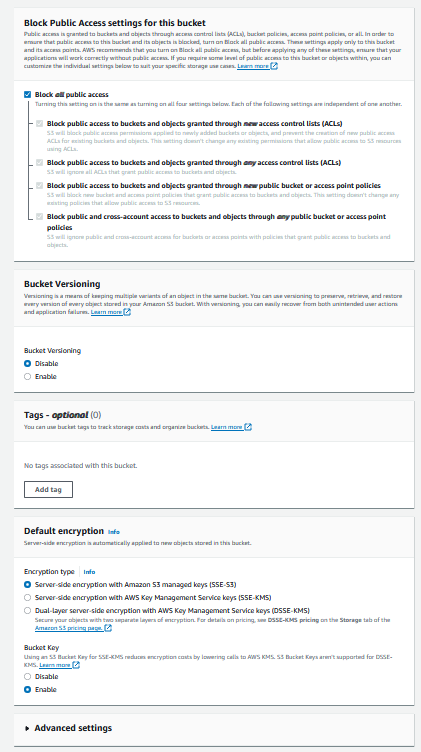 Block Public Access settings for this bucket
Public access is granted to buckets and objects through access control lists (ACLs), bucket policies, access point policies, or all. In order to
ensure that public access to this bucket and its objects is blocked, turn on Block all public access. These settings apply only to this bucket
and its access points. AWS recommends that you turn on Block all public access, but before applying any of these settings, ensure that your
applications will work correctly without public access. If you require some level of public access to this bucket or objects within, you can
customize the individual settings below to suit your specific storage use cases. Learn more
Block all public access
Turning this setting on is the same as turning on all four settings below. Each of the following settings are independent of one another.
Block public access to buckets and objects granted through new access control lists (ACLs)
S3 will block public access permissions applied to newly added buckets or objects, and prevent the creation of new public access
ACLs for existing buckets and objects. This setting doesn't change any existing permissions that allow public access to S3 resources
using ACLs.
Block public access to buckets and objects granted through any access control lists (ACLs)
S3 will ignore all ACLs that grant public access to buckets and objects.
Block public access to buckets and objects granted through new public bucket or access point policies
S3 will block new bucket and access point policies that grant public access to buckets and objects. This setting doesn't change any
existing policies that allow public access to S3 resources.
Block public and cross-account access to buckets and objects through any public bucket or access point
policies
S3 will ignore public and cross-account access for buckets or access points with policies that grant public access to buckets and
objects.
Bucket Versioning
Versioning is a means of keeping multiple variants of an object in the same bucket. You can use versioning to preserve, retrieve, and restore
every version of every object stored in your Amazon S3 bucket. With versioning, you can easily recover from both unintended user actions
and application failures. Learn more
Bucket Versioning
Disable
Enable
Tags - optional (0)
You can use bucket tags to track storage costs and organize buckets. Learn more
No tags associated with this bucket.
Add tag
Default encryption Info
Server-side encryption is automatically applied to new objects stored in this bucket.
Encryption type Info
Server-side encryption with Amazon S3 managed keys (SSE-S3)
Server-side encryption with AWS Key Management Service keys (SSE-KMS)
Dual-layer server-side encryption with AWS Key Management Service keys (DSSE-KMS)
Secure your objects with two separate layers of encryption. For details on pricing, see DSSE-KMS pricing on the Storage tab of the
Amazon S3 pricing page.
Bucket Key
Using an S3 Bucket Key for SSE-KMS reduces encryption costs by lowering calls to AWS KMS. S3 Bucket Keys aren't supported for DSSE-
KMS. Learn more
Disable
Enable
Advanced settings